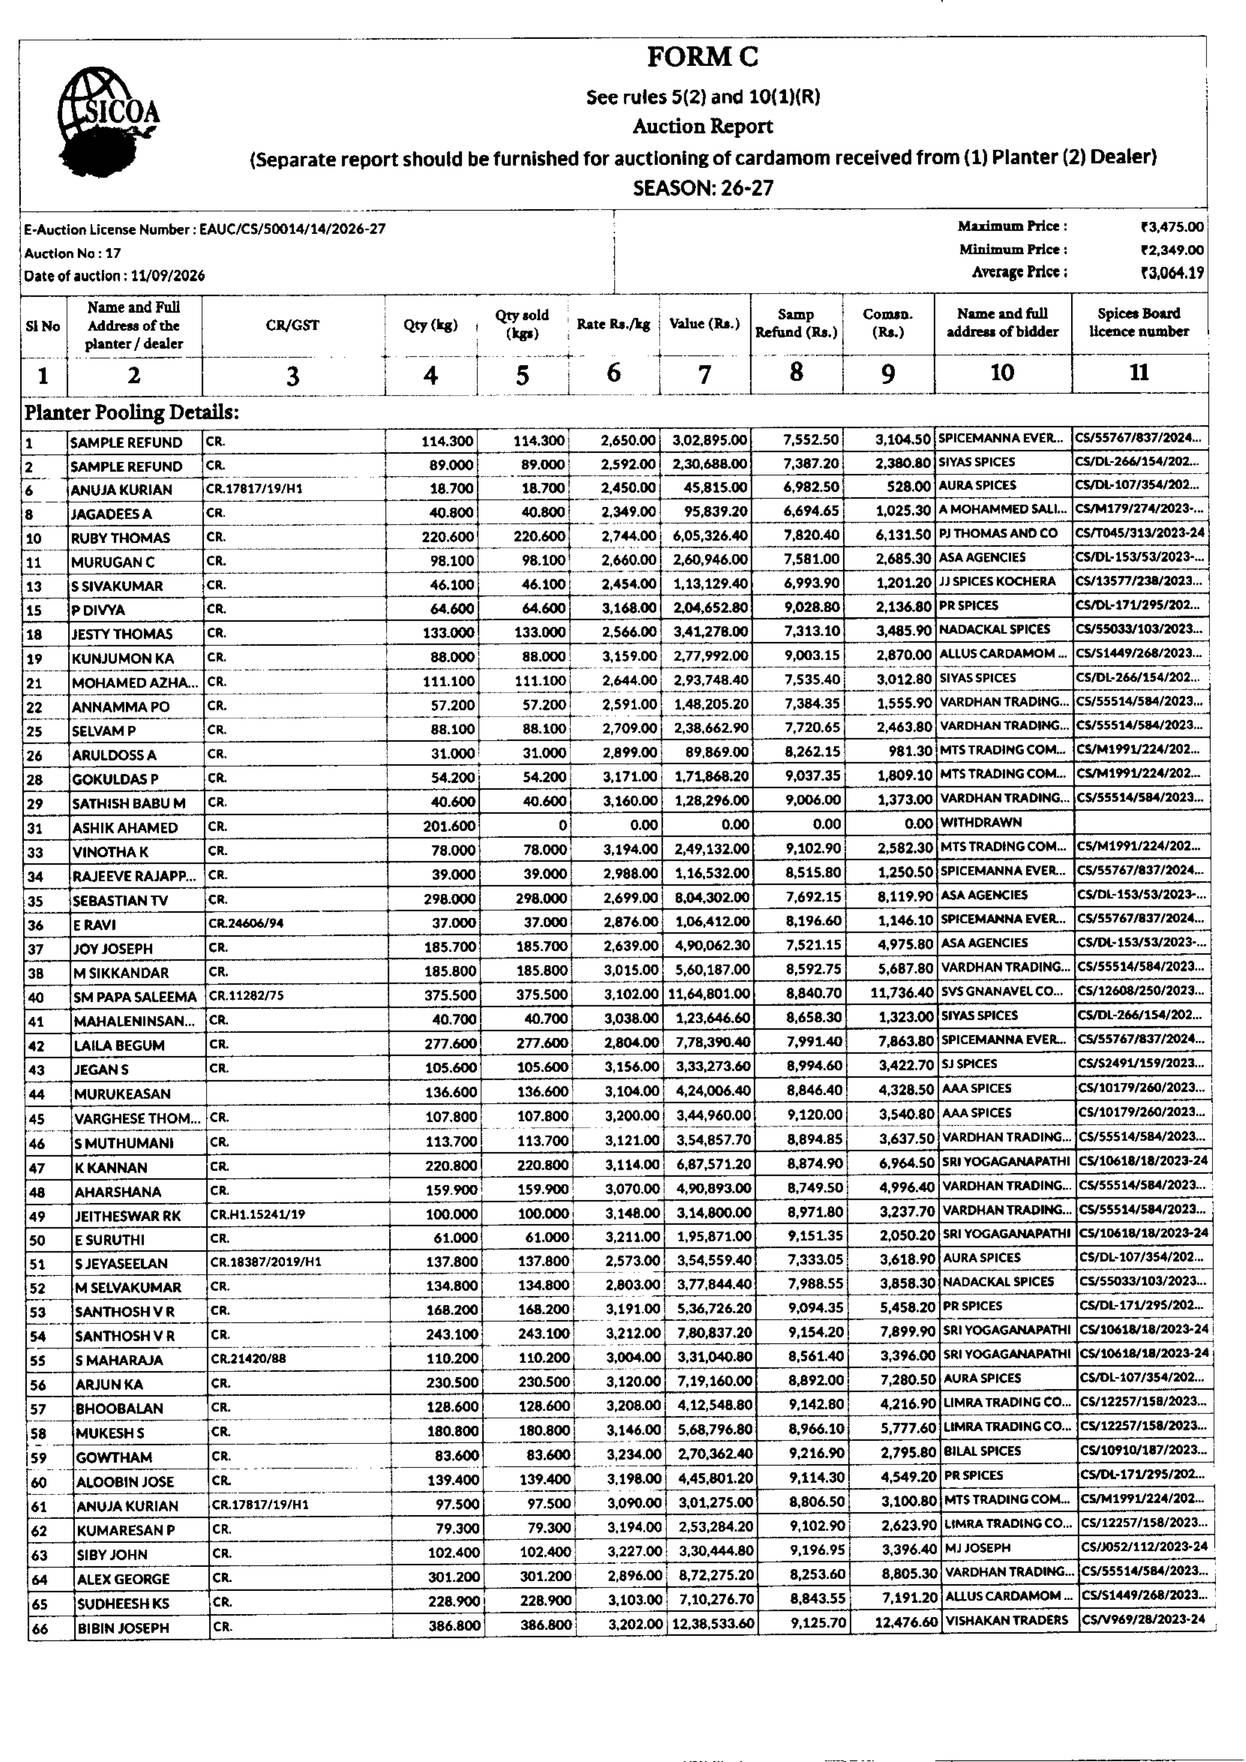 SICOA
FORM C
See rules 5(2) and 10(1)(R)
Auction Report
(Separate report should be furnished for auctioning of cardamom received from (1) Planter (2) Dealer)
SEASON: 26-27
E-Auction License Number : EAUC/CS/50014/14/2026-27
Auction No : 17
Date of auction : 11/09/2026
Maximum Price : ₹3,475.00
Minimum Price : ₹2,349.00
Average Price : ₹3,064.19
Sl No Name and Full Address of the planter / dealer CR/GST Qty (kg) Qty sold (kgs) Rate Rs./kg Value (Rs.) Samp Refund (Rs.) Comsn. (Rs.) Name and full address of bidder Spices Board licence number
1 2 3 4 5 6 7 8 9 10 11
Planter Pooling Details:
1 SAMPLE REFUND CR. 114.300 114.300 2,650.00 3,02,895.00 7,552.50 3,104.50 SPICEMANNA EVER... CS/55767/837/2024...
2 SAMPLE REFUND CR. 89.000 89.000 2,592.00 2,30,688.00 7,387.20 2,380.80 SIYAS SPICES CS/DL-266/154/202...
6 ANUJA KURIAN CR.17817/19/H1 18.700 18.700 2,450.00 45,815.00 6,982.50 528.00 AURA SPICES CS/DL-107/354/202...
8 JAGADEES A CR. 40.800 40.800 2,349.00 95,839.20 6,694.65 1,025.30 A MOHAMMED SALI... CS/M179/274/2023-...
10 RUBY THOMAS CR. 220.600 220.600 2,744.00 6,05,326.40 7,820.40 6,131.50 PJ THOMAS AND CO CS/T045/313/2023-24
11 MURUGAN C CR. 98.100 98.100 2,660.00 2,60,946.00 7,581.00 2,685.30 ASA AGENCIES CS/DL-153/53/2023-...
13 S SIVAKUMAR CR. 46.100 46.100 2,454.00 1,13,129.40 6,993.90 1,201.20 JJ SPICES KOCHERA CS/13577/238/2023...
15 P DIVYA CR. 64.600 64.600 3,168.00 2,04,652.80 9,028.80 2,136.80 PR SPICES CS/DL-171/295/202...
18 JESTY THOMAS CR. 133.000 133.000 2,566.00 3,41,278.00 7,313.10 3,485.90 NADACKAL SPICES CS/55033/103/2023...
19 KUNJUMON KA CR. 88.000 88.000 3,159.00 2,77,992.00 9,003.15 2,870.00 ALLUS CARDAMOM ... CS/S1449/268/2023...
21 MOHAMED AZHA... CR. 111.100 111.100 2,644.00 2,93,748.40 7,535.40 3,012.80 SIYAS SPICES CS/DL-266/154/202...
22 ANNAMMA PO CR. 57.200 57.200 2,591.00 1,48,205.20 7,384.35 1,555.90 VARDHAN TRADING... CS/55514/584/2023...
25 SELVAM P CR. 88.100 88.100 2,709.00 2,38,662.90 7,720.65 2,463.80 VARDHAN TRADING... CS/55514/584/2023...
26 ARULDOSS A CR. 31.000 31.000 2,899.00 89,869.00 8,262.15 981.30 MTS TRADING COM... CS/M1991/224/202...
28 GOKULDAS P CR. 54.200 54.200 3,171.00 1,71,868.20 9,037.35 1,809.10 MTS TRADING COM... CS/M1991/224/202...
29 SATHISH BABU M CR. 40.600 40.600 3,160.00 1,28,296.00 9,006.00 1,373.00 VARDHAN TRADING... CS/55514/584/2023...
31 ASHIK AHAMED CR. 201.600 0 0.00 0.00 0.00 0.00 WITHDRAWN
33 VINOTHA K CR. 78.000 78.000 3,194.00 2,49,132.00 9,102.90 2,582.30 MTS TRADING COM... CS/M1991/224/202...
34 RAJEEVE RAJAPP... CR. 39.000 39.000 2,988.00 1,16,532.00 8,515.80 1,250.50 SPICEMANNA EVER... CS/55767/837/2024...
35 SEBASTIAN TV CR. 298.000 298.000 2,699.00 8,04,302.00 7,692.15 8,119.90 ASA AGENCIES CS/DL-153/53/2023-...
36 E RAVI CR.24606/94 37.000 37.000 2,876.00 1,06,412.00 8,196.60 1,146.10 SPICEMANNA EVER... CS/55767/837/2024...
37 JOY JOSEPH CR. 185.700 185.700 2,639.00 4,90,062.30 7,521.15 4,975.80 ASA AGENCIES CS/DL-153/53/2023-...
38 M SIKKANDAR CR. 185.800 185.800 3,015.00 5,60,187.00 8,592.75 5,687.80 VARDHAN TRADING... CS/55514/584/2023...
40 SM PAPA SALEEMA CR.11282/75 375.500 375.500 3,102.00 11,64,801.00 8,840.70 11,736.40 SVS GNANAVEL CO... CS/12608/250/2023...
41 MAHALENINSAN... CR. 40.700 40.700 3,038.00 1,23,646.60 8,658.30 1,323.00 SIYAS SPICES CS/DL-266/154/202...
42 LAILA BEGUM CR. 277.600 277.600 2,804.00 7,78,390.40 7,991.40 7,863.80 SPICEMANNA EVER... CS/55767/837/2024...
43 JEGAN S CR. 105.600 105.600 3,156.00 3,33,273.60 8,994.60 3,422.70 SJ SPICES CS/S2491/159/2023...
44 MURUKEASAN 136.600 136.600 3,104.00 4,24,006.40 8,846.40 4,328.50 AAA SPICES CS/10179/260/2023...
45 VARGHESE THOM... CR. 107.800 107.800 3,200.00 3,44,960.00 9,120.00 3,540.80 AAA SPICES CS/10179/260/2023...
46 S MUTHUMANI CR. 113.700 113.700 3,121.00 3,54,857.70 8,894.85 3,637.50 VARDHAN TRADING... CS/55514/584/2023...
47 K KANNAN CR. 220.800 220.800 3,114.00 6,87,571.20 8,874.90 6,964.50 SRI YOGAGANAPATHI CS/10618/18/2023-24
48 AHARSHANA CR. 159.900 159.900 3,070.00 4,90,893.00 8,749.50 4,996.40 VARDHAN TRADING... CS/55514/584/2023...
49 JEITHESWAR RK CR.H1.15241/19 100.000 100.000 3,148.00 3,14,800.00 8,971.80 3,237.70 VARDHAN TRADING... CS/55514/584/2023...
50 E SURUTHI CR. 61.000 61.000 3,211.00 1,95,871.00 9,151.35 2,050.20 SRI YOGAGANAPATHI CS/10618/18/2023-24
51 S JEYASEELAN CR.18387/2019/H1 137.800 137.800 2,573.00 3,54,559.40 7,333.05 3,618.90 AURA SPICES CS/DL-107/354/202...
52 M SELVAKUMAR CR. 134.800 134.800 2,803.00 3,77,844.40 7,988.55 3,858.30 NADACKAL SPICES CS/55033/103/2023...
53 SANTHOSH V R CR. 168.200 168.200 3,191.00 5,36,726.20 9,094.35 5,458.20 PR SPICES CS/DL-171/295/202...
54 SANTHOSH V R CR. 243.100 243.100 3,212.00 7,80,837.20 9,154.20 7,899.90 SRI YOGAGANAPATHI CS/10618/18/2023-24
55 S MAHARAJA CR.21420/88 110.200 110.200 3,004.00 3,31,040.80 8,561.40 3,396.00 SRI YOGAGANAPATHI CS/10618/18/2023-24
56 ARJUN KA CR. 230.500 230.500 3,120.00 7,19,160.00 8,892.00 7,280.50 AURA SPICES CS/DL-107/354/202...
57 BHOOBALAN CR. 128.600 128.600 3,208.00 4,12,548.80 9,142.80 4,216.90 LIMRA TRADING CO... CS/12257/158/2023...
58 MUKESH S CR. 180.800 180.800 3,146.00 5,68,796.80 8,966.10 5,777.60 LIMRA TRADING CO... CS/12257/158/2023...
59 GOWTHAM CR. 83.600 83.600 3,234.00 2,70,362.40 9,216.90 2,795.80 BILAL SPICES CS/10910/187/2023...
60 ALOOBIN JOSE CR. 139.400 139.400 3,198.00 4,45,801.20 9,114.30 4,549.20 PR SPICES CS/DL-171/295/202...
61 ANUJA KURIAN CR.17817/19/H1 97.500 97.500 3,090.00 3,01,275.00 8,806.50 3,100.80 MTS TRADING COM... CS/M1991/224/202...
62 KUMARESAN P CR. 79.300 79.300 3,194.00 2,53,284.20 9,102.90 2,623.90 LIMRA TRADING CO... CS/12257/158/2023...
63 SIBY JOHN CR. 102.400 102.400 3,227.00 3,30,444.80 9,196.95 3,396.40 MJ JOSEPH CS/J052/112/2023-24
64 ALEX GEORGE CR. 301.200 301.200 2,896.00 8,72,275.20 8,253.60 8,805.30 VARDHAN TRADING... CS/55514/584/2023...
65 SUDHEESH KS CR. 228.900 228.900 3,103.00 7,10,276.70 8,843.55 7,191.20 ALLUS CARDAMOM ... CS/S1449/268/2023...
66 BIBIN JOSEPH CR. 386.800 386.800 3,202.00 12,38,533.60 9,125.70 12,476.60 VISHAKAN TRADERS CS/V969/28/2023-24